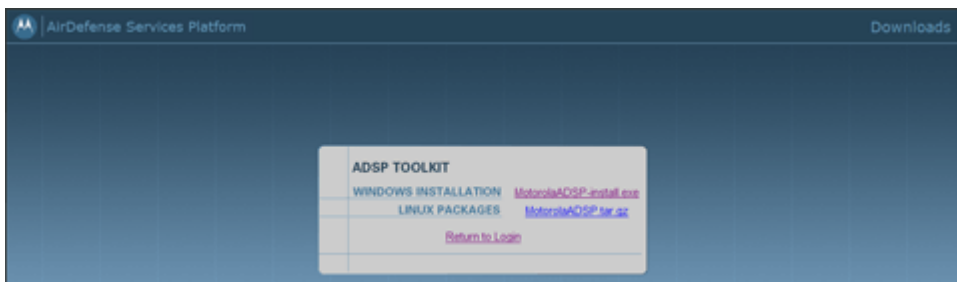 AirDefense Services Platform
Downloads
ADSP TOOLKIT
WINDOWS INSTALLATION MotorolaADSP-install.exe
LINUX PACKAGES MotorolaADSP.tar.gz
Return to Login